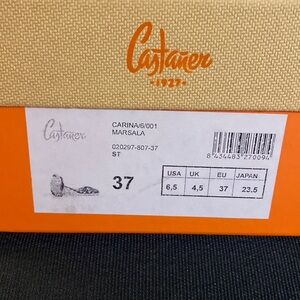 Castañer
·1927·
Castañer
CARINA/6/001
MARSALA
020297-807-37
ST
8 434483 270094
37
USA UK EU JAPAN
6,5 4,5 37 23.5